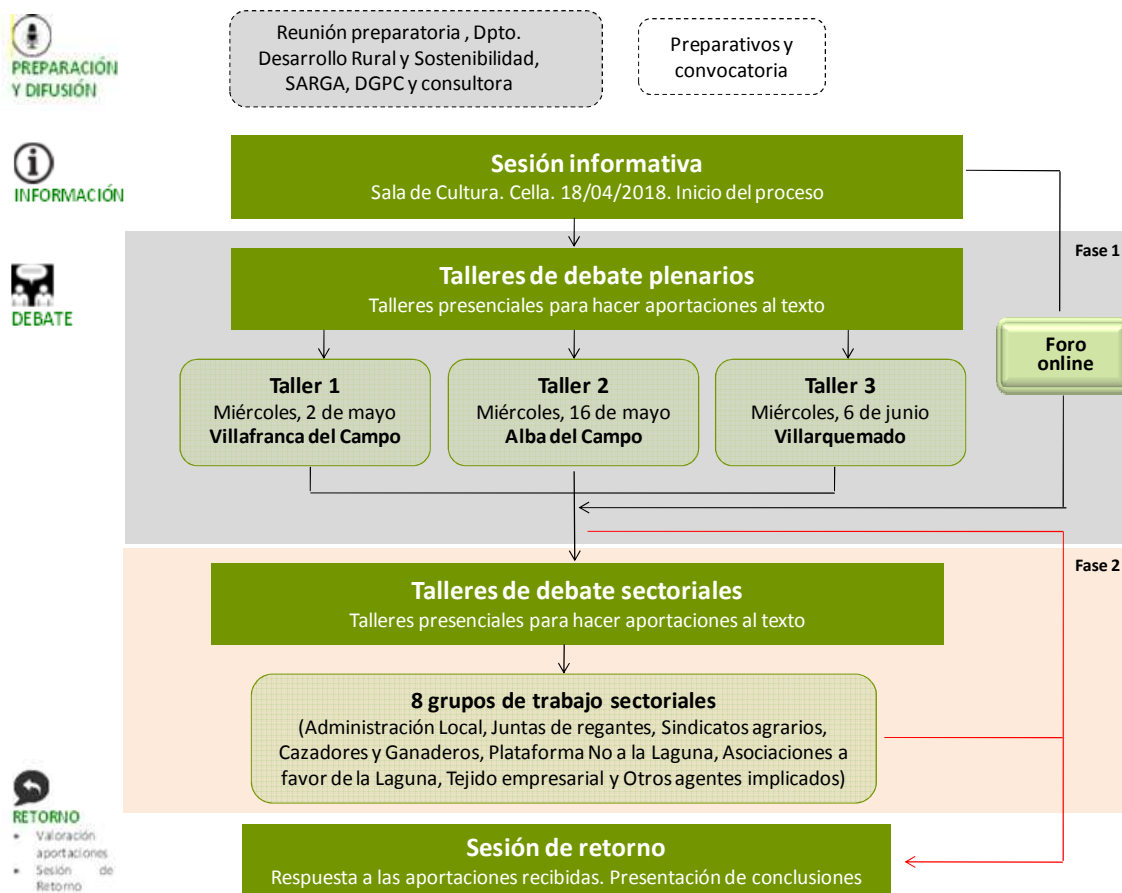 PREPARACIÓN
Y DIFUSIÓN
Reunión preparatoria , Dpto.
Desarrollo Rural y Sostenibilidad,
SARGA, DGPC y consultora
Preparativos y
convocatoria
INFORMACIÓN
Sesión informativa
Sala de Cultura. Cella. 18/04/2018. Inicio del proceso
Fase 1
DEBATE
Talleres de debate plenarios
Talleres presenciales para hacer aportaciones al texto
Foro
online
Taller 1
Miércoles, 2 de mayo
Villafranca del Campo
Taller 2
Miércoles, 16 de mayo
Alba del Campo
Taller 3
Miércoles, 6 de junio
Villarquemado
Fase 2
Talleres de debate sectoriales
Talleres presenciales para hacer aportaciones al texto
8 grupos de trabajo sectoriales
(Administración Local, Juntas de regantes, Sindicatos agrarios,
Cazadores y Ganaderos, Plataforma No a la Laguna, Asociaciones a
favor de la Laguna, Tejido empresarial y Otros agentes implicados)
RETORNO
• Valoración
aportaciones
• Sesión de
Retorno
Sesión de retorno
Respuesta a las aportaciones recibidas. Presentación de conclusiones